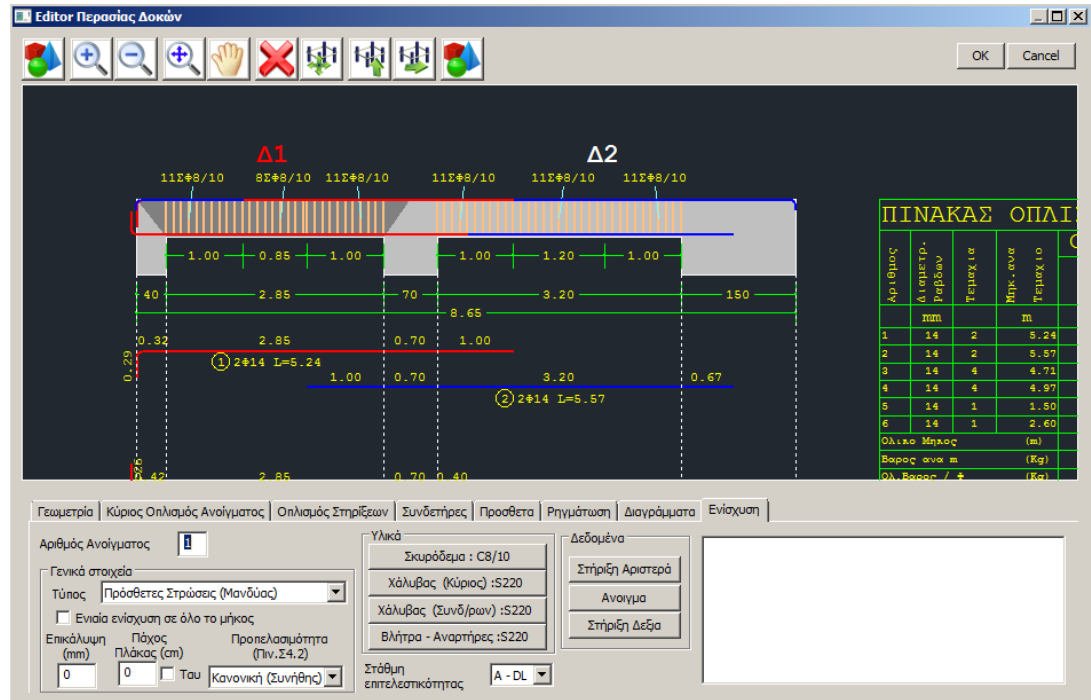 Editor Περασίας Δοκών
OK Cancel
Δ1 Δ2
11ΣΦ8/10 8ΣΦ8/10 11ΣΦ8/10 11ΣΦ8/10 11ΣΦ8/10 11ΣΦ8/10
1.00 0.85 1.00 1.00 1.20 1.00
40 2.85 70 3.20 150
8.65
0.32 2.85 0.70 1.00
0.29
1 2Φ14 L=5.24
1.00 0.70 3.20 0.67
2 2Φ14 L=5.57
2.85 0.70 0.40
ΠΙΝΑΚΑΣ ΟΠΛΙ
Αριθμος
Διαμετρ. Ραβδων
Τεμαχια
Μηκ.ανα Τεμαχιο
mm m
1 14 2 5.24
2 14 2 5.57
3 14 4 4.71
4 14 4 4.97
5 14 1 1.50
6 14 1 2.60
Ολικο Μηκος (m)
Βαρος ανα m (Kg)
Ολ.Βαρος / Φ (Kg)
Γεωμετρία Κύριος Οπλισμός Ανοίγματος Οπλισμός Στηρίξεων Συνδετήρες Προσθετα Ρηγμάτωση Διαγράμματα Ενίσχυση
Αριθμός Ανοίγματος 1
Γενικά στοιχεία
Τύπος Πρόσθετες Στρώσεις (Μανδύας)
Ενιαία ενίσχυση σε όλο το μήκος
Επικάλυψη (mm)
0
Πάχος Πλάκας (cm)
0
Ταυ
Προπελασιμότητα (Πιν.Σ4.2)
Κανονική (Συνήθης)
Υλικά
Σκυρόδεμα : C8/10
Χάλυβας (Κύριος) :S220
Χάλυβας (Συνδ/ρων) :S220
Βλήτρα - Αναρτήρες :S220
Στάθμη επιτελεστικότητας
A - DL
Δεδομένα
Στήριξη Αριστερά
Ανοιγμα
Στήριξη Δεξια